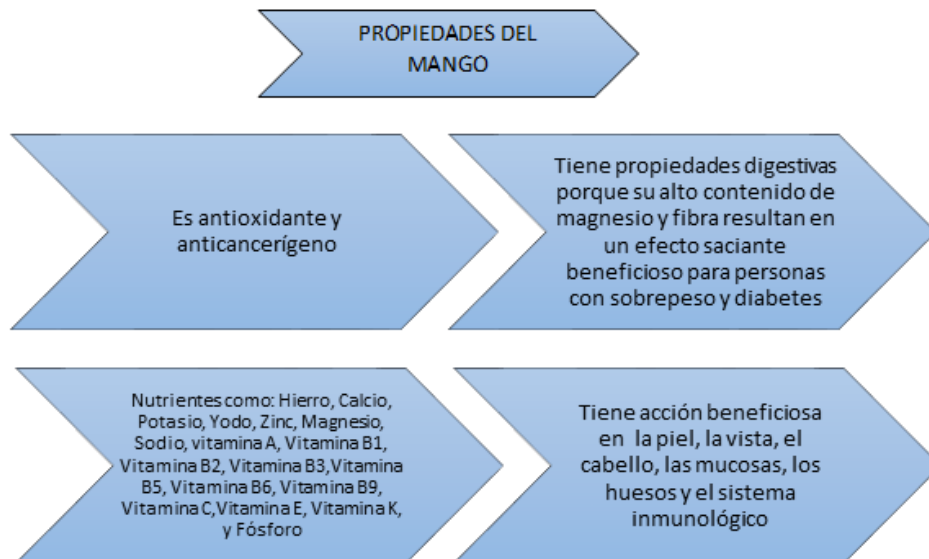 PROPIEDADES DEL
MANGO
Es antioxidante y
anticancerígeno
Tiene propiedades digestivas
porque su alto contenido de
magnesio y fibra resultan en
un efecto saciante
beneficioso para personas
con sobrepeso y diabetes
Nutrientes como: Hierro, Calcio,
Potasio, Yodo, Zinc, Magnesio,
Sodio, vitamina A, Vitamina B1,
Vitamina B2, Vitamina B3,Vitamina
B5, Vitamina B6, Vitamina B9,
Vitamina C,Vitamina E, Vitamina K,
y Fósforo
Tiene acción beneficiosa
en la piel, la vista, el
cabello, las mucosas, los
huesos y el sistema
inmunológico